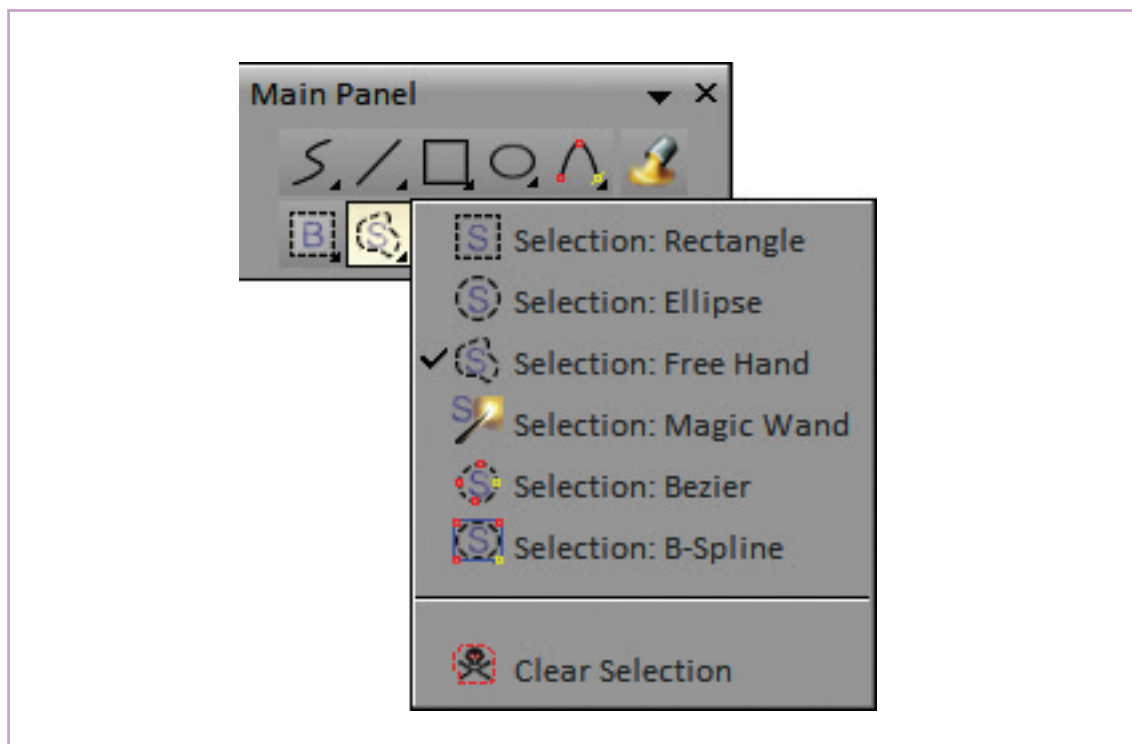 Main Panel
B S
S Selection: Rectangle
S Selection: Ellipse
S Selection: Free Hand
S Selection: Magic Wand
S Selection: Bezier
S Selection: B-Spline
Clear Selection